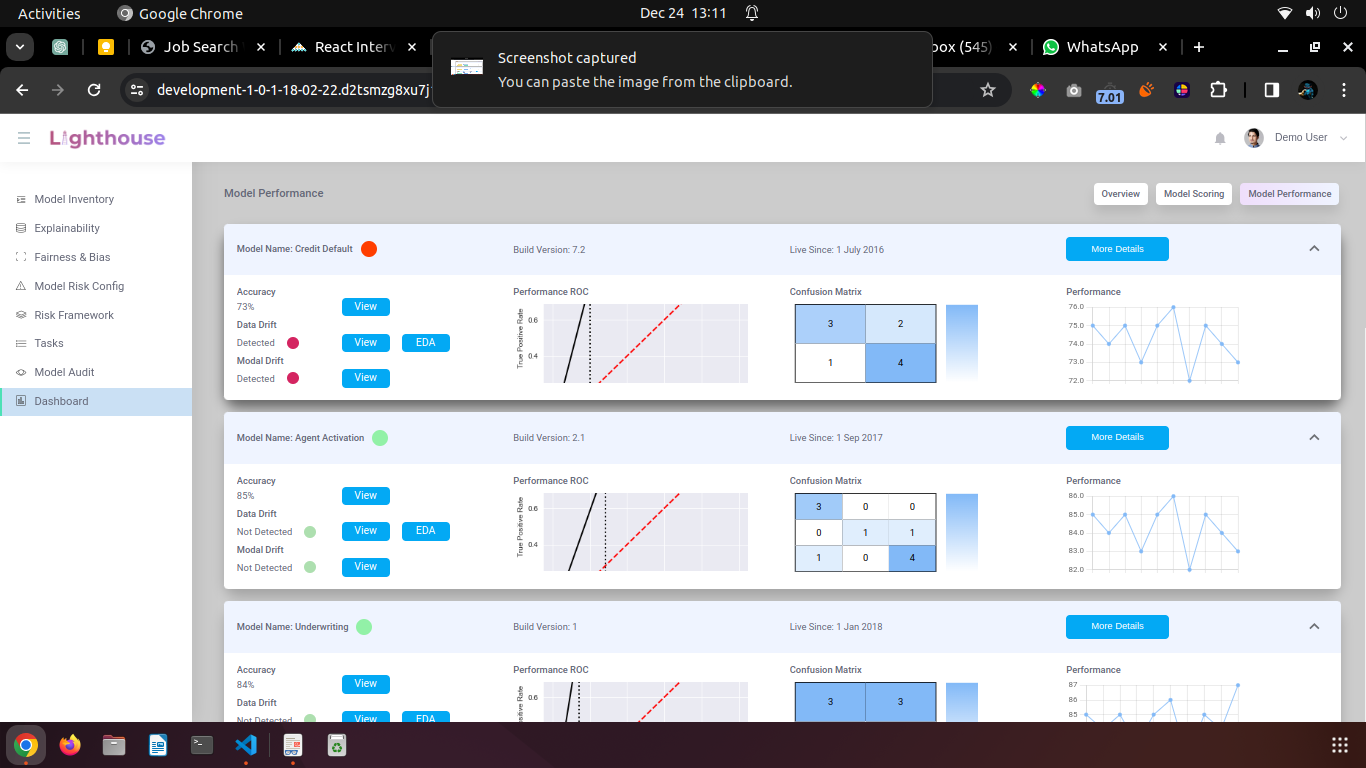 Activities
Google Chrome
Dec 24 13:11
Job Search
React Interv
box (545)
WhatsApp
Screenshot captured
You can paste the image from the clipboard.
development-1-0-1-18-02-22.d2tsmzg8xu7j
7.01
Lighthouse
Demo User
Model Inventory
Explainability
Fairness & Bias
Model Risk Config
Risk Framework
Tasks
Model Audit
Dashboard
Model Performance
Overview
Model Scoring
Model Performance
Model Name: Credit Default
Build Version: 7.2
Live Since: 1 July 2016
More Details
Accuracy
73%
View
Data Drift
Detected
View
EDA
Modal Drift
Detected
View
Performance ROC
True Positive Rate
0.6
0.4
Confusion Matrix
3 2
1 4
Performance
76.0
75.0
74.0
73.0
72.0
Model Name: Agent Activation
Build Version: 2.1
Live Since: 1 Sep 2017
More Details
Accuracy
85%
View
Data Drift
Not Detected
View
EDA
Modal Drift
Not Detected
View
Performance ROC
True Positive Rate
0.6
0.4
Confusion Matrix
3 0 0
0 1 1
1 0 4
Performance
86.0
85.0
84.0
83.0
82.0
Model Name: Underwriting
Build Version: 1
Live Since: 1 Jan 2018
More Details
Accuracy
84%
View
Data Drift
Not Detected
View
EDA
Performance ROC
sitive Rate
0.6
Confusion Matrix
3 3
Performance
87
85